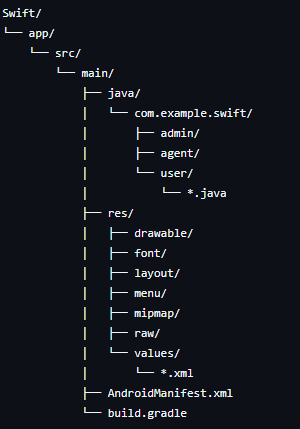 Swift/
└── app/
    └── src/
        └── main/
            ├── java/
            │   └── com.example.swift/
            │       ├── admin/
            │       ├── agent/
            │       └── user/
            │           └── *.java
            ├── res/
            │   ├── drawable/
            │   ├── font/
            │   ├── layout/
            │   ├── menu/
            │   ├── mipmap/
            │   ├── raw/
            │   └── values/
            │       └── *.xml
            ├── AndroidManifest.xml
            └── build.gradle